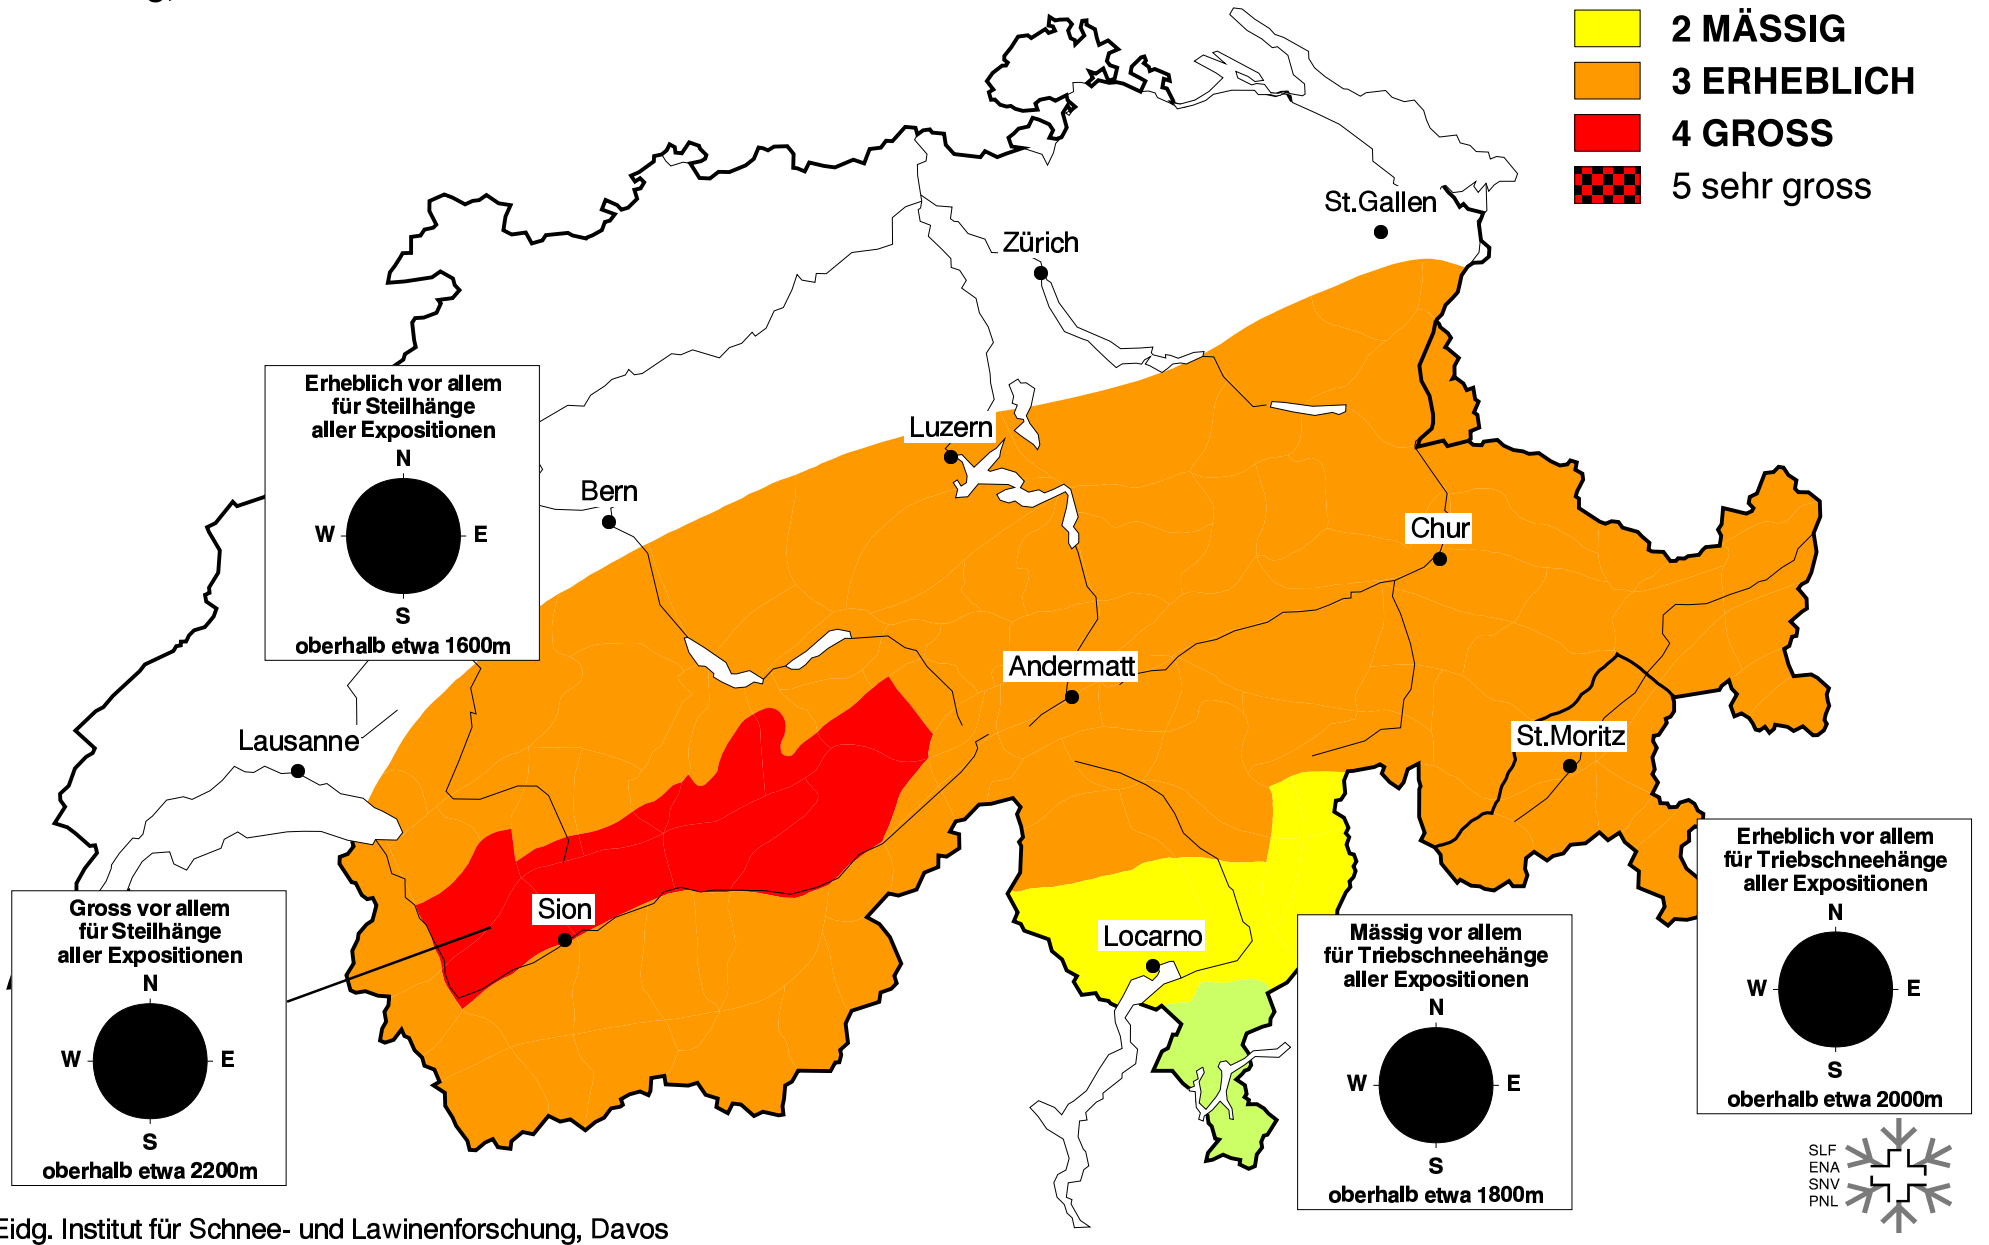 2 MÄSSIG
3 ERHEBLICH
4 GROSS
5 sehr gross
St.Gallen
Zürich
Erheblich vor allem
für Steilhänge
aller Expositionen
N
W
E
S
oberhalb etwa 1600m
Luzern
Bern
Chur
Andermatt
Lausanne
St.Moritz
Sion
Locarno
Gross vor allem
für Steilhänge
aller Expositionen
N
W
E
S
oberhalb etwa 2200m
Mässig vor allem
für Triebschneehänge
aller Expositionen
N
W
E
S
oberhalb etwa 1800m
Erheblich vor allem
für Triebschneehänge
aller Expositionen
N
W
E
S
oberhalb etwa 2000m
SLF
ENA
SNV
PNL
Eidg. Institut für Schnee- und Lawinenforschung, Davos